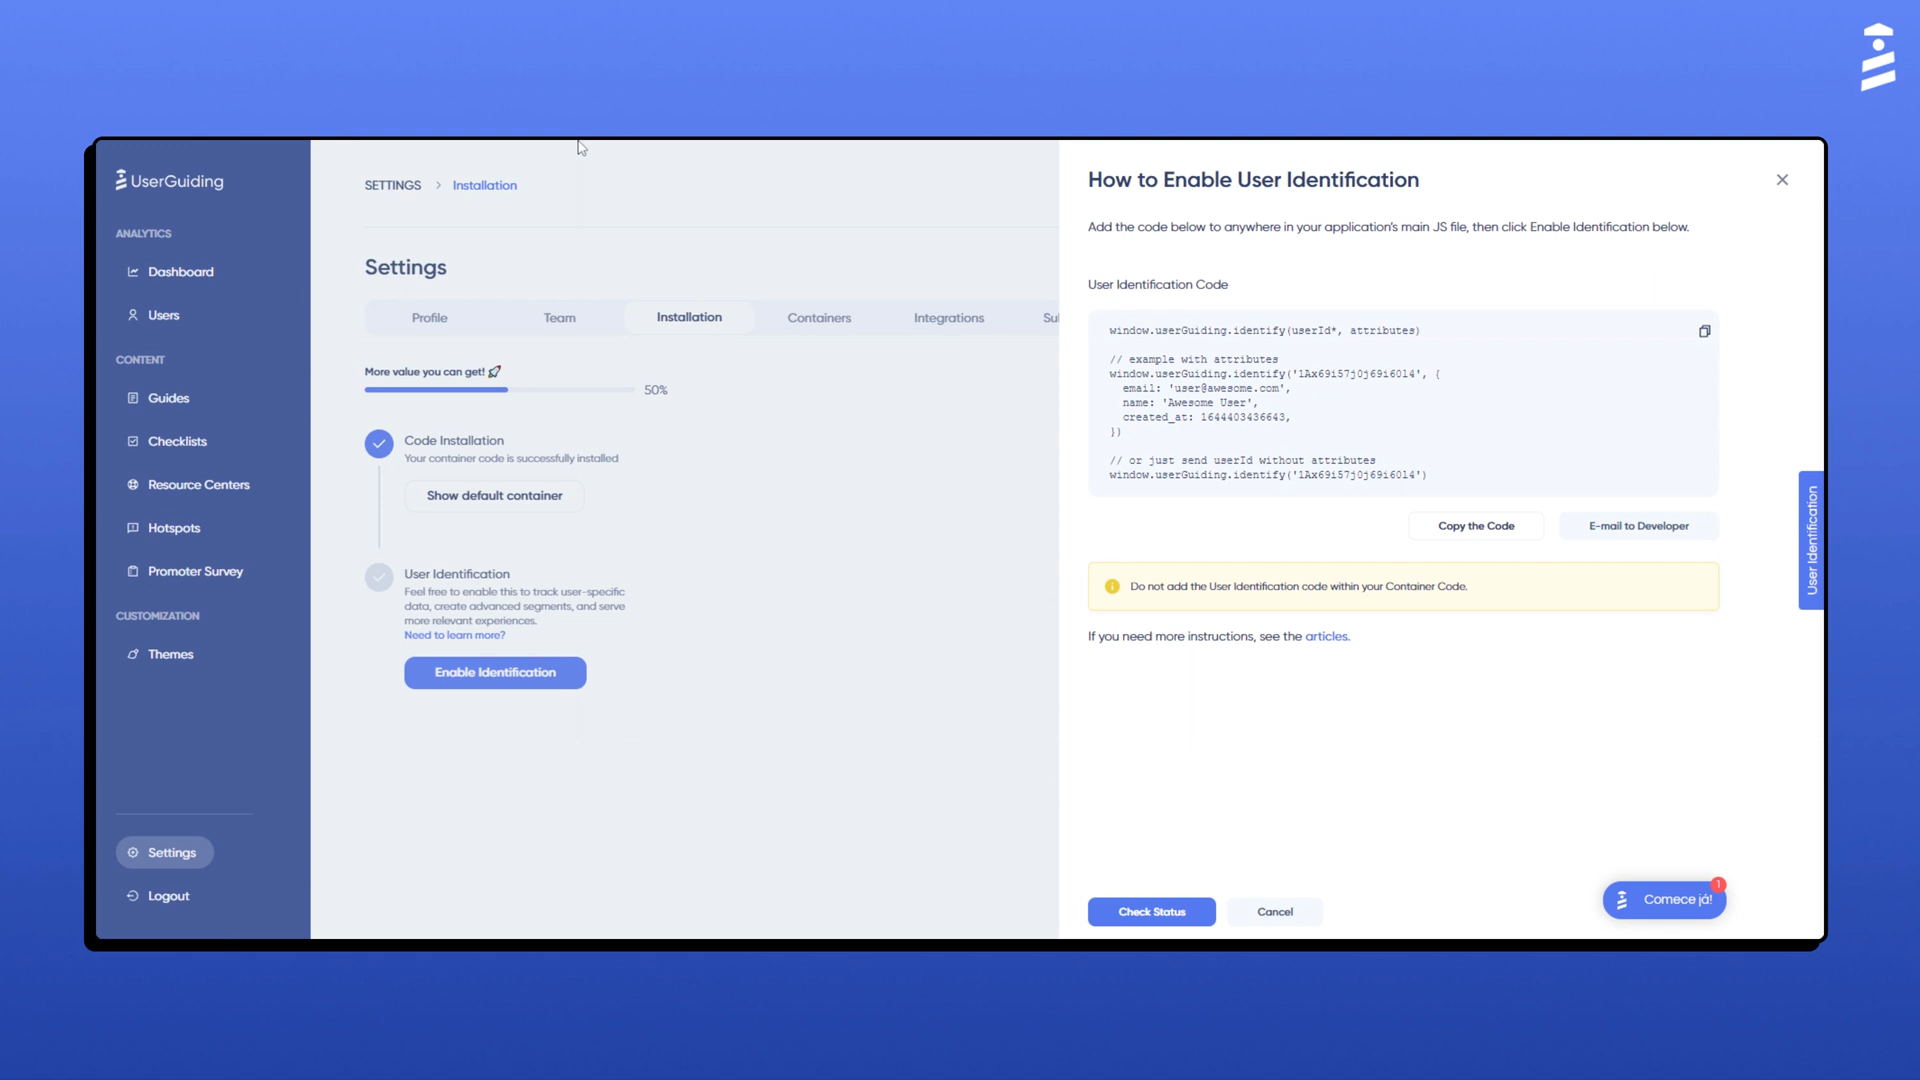 UserGuiding
ANALYTICS
Dashboard
Users
CONTENT
Guides
Checklists
Resource Centers
Hotspots
Promoter Survey
CUSTOMIZATION
Themes
Settings
Logout
SETTINGS > Installation
Settings
Profile
Team
Installation
Containers
Integrations
Su
More value you can get! 🚀
50%
Code Installation
Your container code is successfully installed
Show default container
User Identification
Feel free to enable this to track user-specific
data, create advanced segments, and serve
more relevant experiences.
Need to learn more?
Enable Identification
How to Enable User Identification
Add the code below to anywhere in your application's main JS file, then click Enable Identification below.
User Identification Code
window.userGuiding.identify(userId*, attributes)
// example with attributes
window.userGuiding.identify('1Ax69i57j0j69i60l4', {
email: 'user@awesome.com',
name: 'Awesome User',
created_at: 1644403436643,
})
// or just send userId without attributes
window.userGuiding.identify('1Ax69i57j0j69i60l4')
Copy the Code
E-mail to Developer
Do not add the User Identification code within your Container Code.
If you need more instructions, see the articles.
User Identification
Check Status
Cancel
Comece já!
1